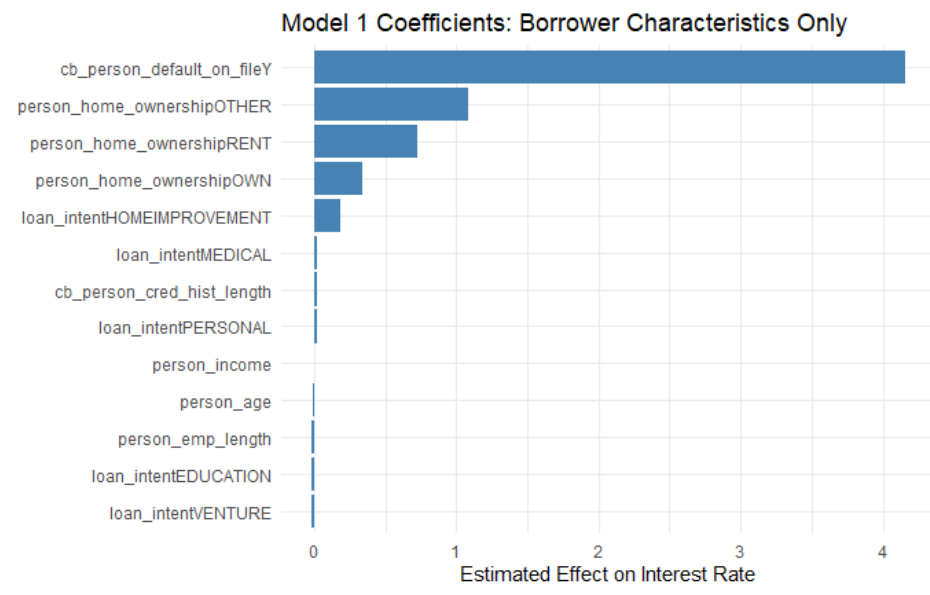 Model 1 Coefficients: Borrower Characteristics Only
cb_person_default_on_fileY
person_home_ownershipOTHER
person_home_ownershipRENT
person_home_ownershipOWN
loan_intentHOMEIMPROVEMENT
loan_intentMEDICAL
cb_person_cred_hist_length
loan_intentPERSONAL
person_income
person_age
person_emp_length
loan_intentEDUCATION
loan_intentVENTURE
0 1 2 3 4
Estimated Effect on Interest Rate